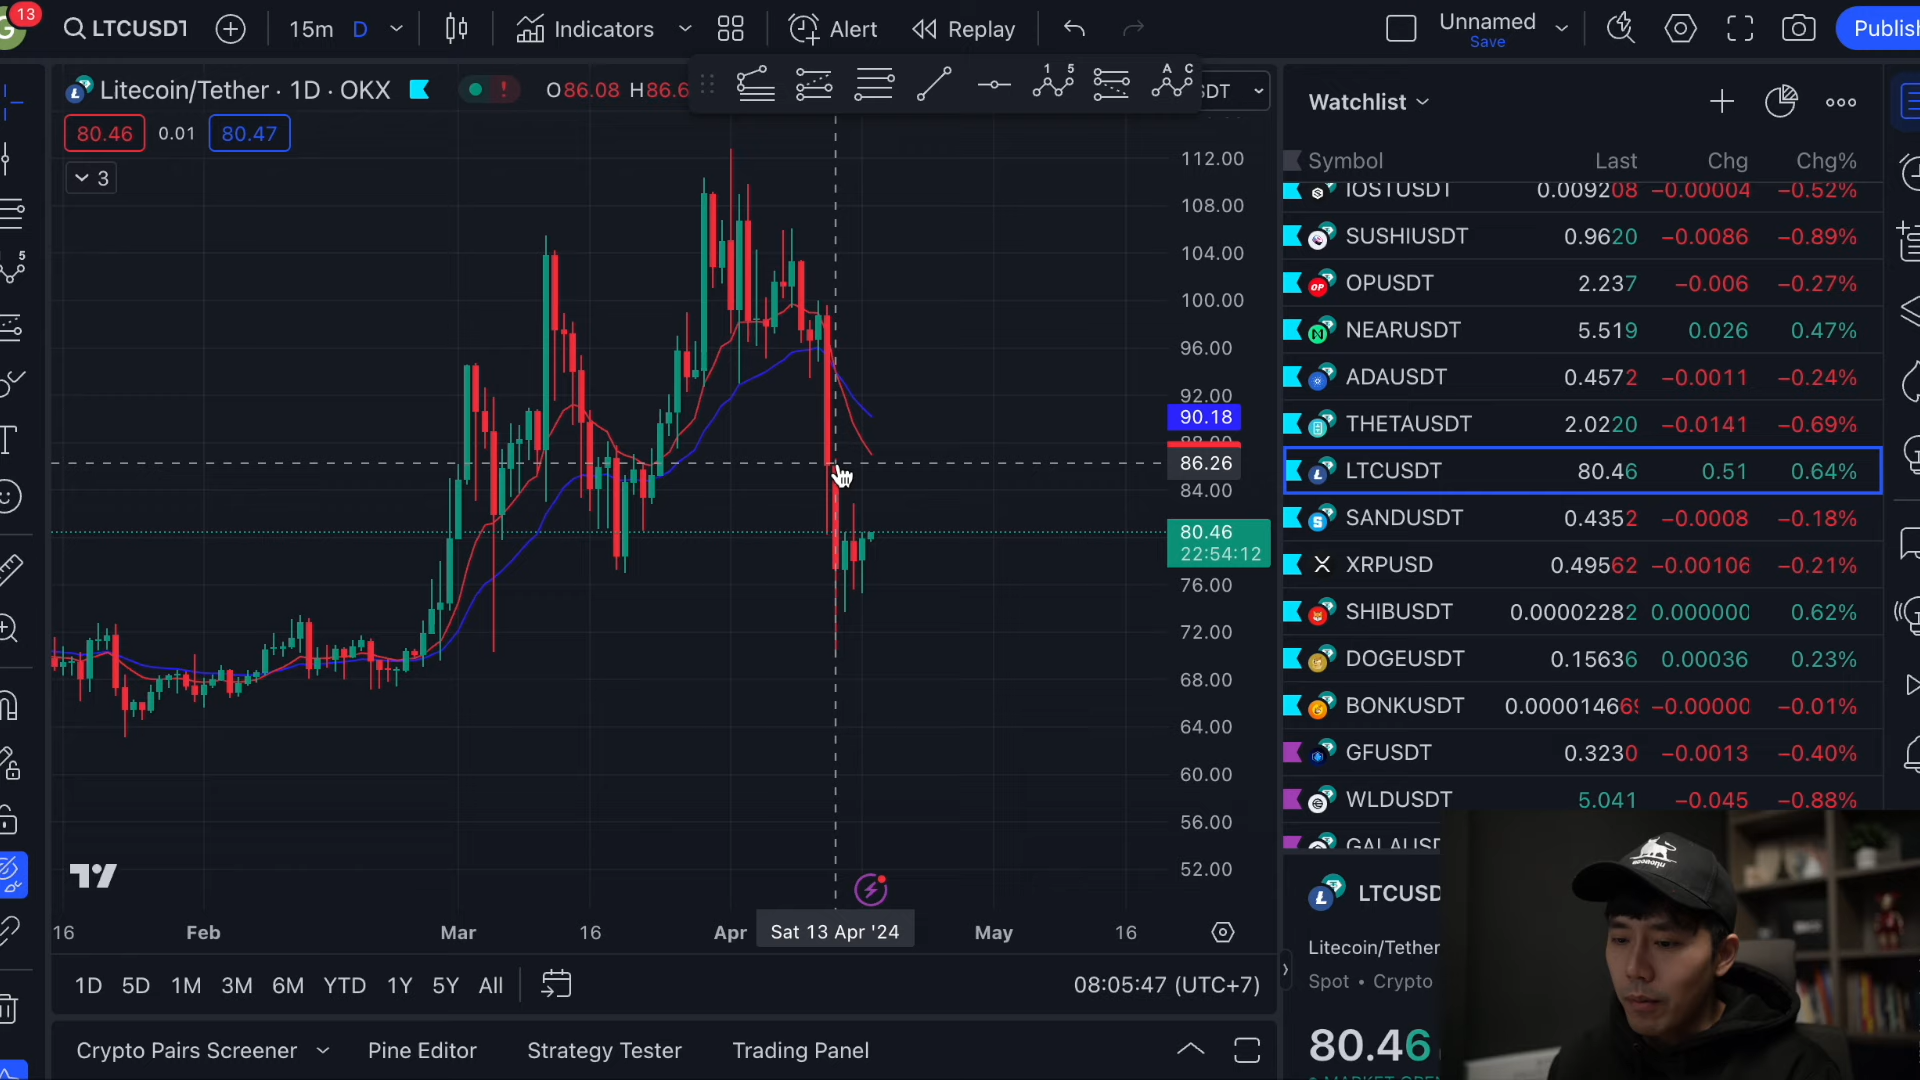 13
LTCUSDT
15m
D
Indicators
Alert
Replay
Unnamed
Save
Publish
Litecoin/Tether · 1D · OKX
O86.08 H86.6
80.46
0.01
80.47
3
1 5
A C
112.00
108.00
104.00
100.00
96.00
92.00
90.18
88.00
86.26
84.00
80.46
22:54:12
76.00
72.00
68.00
64.00
60.00
56.00
52.00
16
Feb
Mar
16
Apr
Sat 13 Apr '24
May
16
1D 5D 1M 3M 6M YTD 1Y 5Y All
08:05:47 (UTC+7)
Crypto Pairs Screener
Pine Editor
Strategy Tester
Trading Panel
Watchlist
Symbol Last Chg Chg%
IOSTUSDT 0.009208 −0.00004 −0.52%
SUSHIUSDT 0.9620 −0.0086 −0.89%
OPUSDT 2.237 −0.006 −0.27%
NEARUSDT 5.519 0.026 0.47%
ADAUSDT 0.4572 −0.0011 −0.24%
THETAUSDT 2.0220 −0.0141 −0.69%
LTCUSDT 80.46 0.51 0.64%
SANDUSDT 0.4352 −0.0008 −0.18%
XRPUSD 0.49562 −0.00106 −0.21%
SHIBUSDT 0.00002282 0.000000 0.62%
DOGEUSDT 0.15636 0.00036 0.23%
BONKUSDT 0.00001466 −0.00000 −0.01%
GFUSDT 0.3230 −0.0013 −0.40%
WLDUSDT 5.041 −0.045 −0.88%
GALAUSD
LTCUSD
Litecoin/Tether
Spot • Crypto
80.46